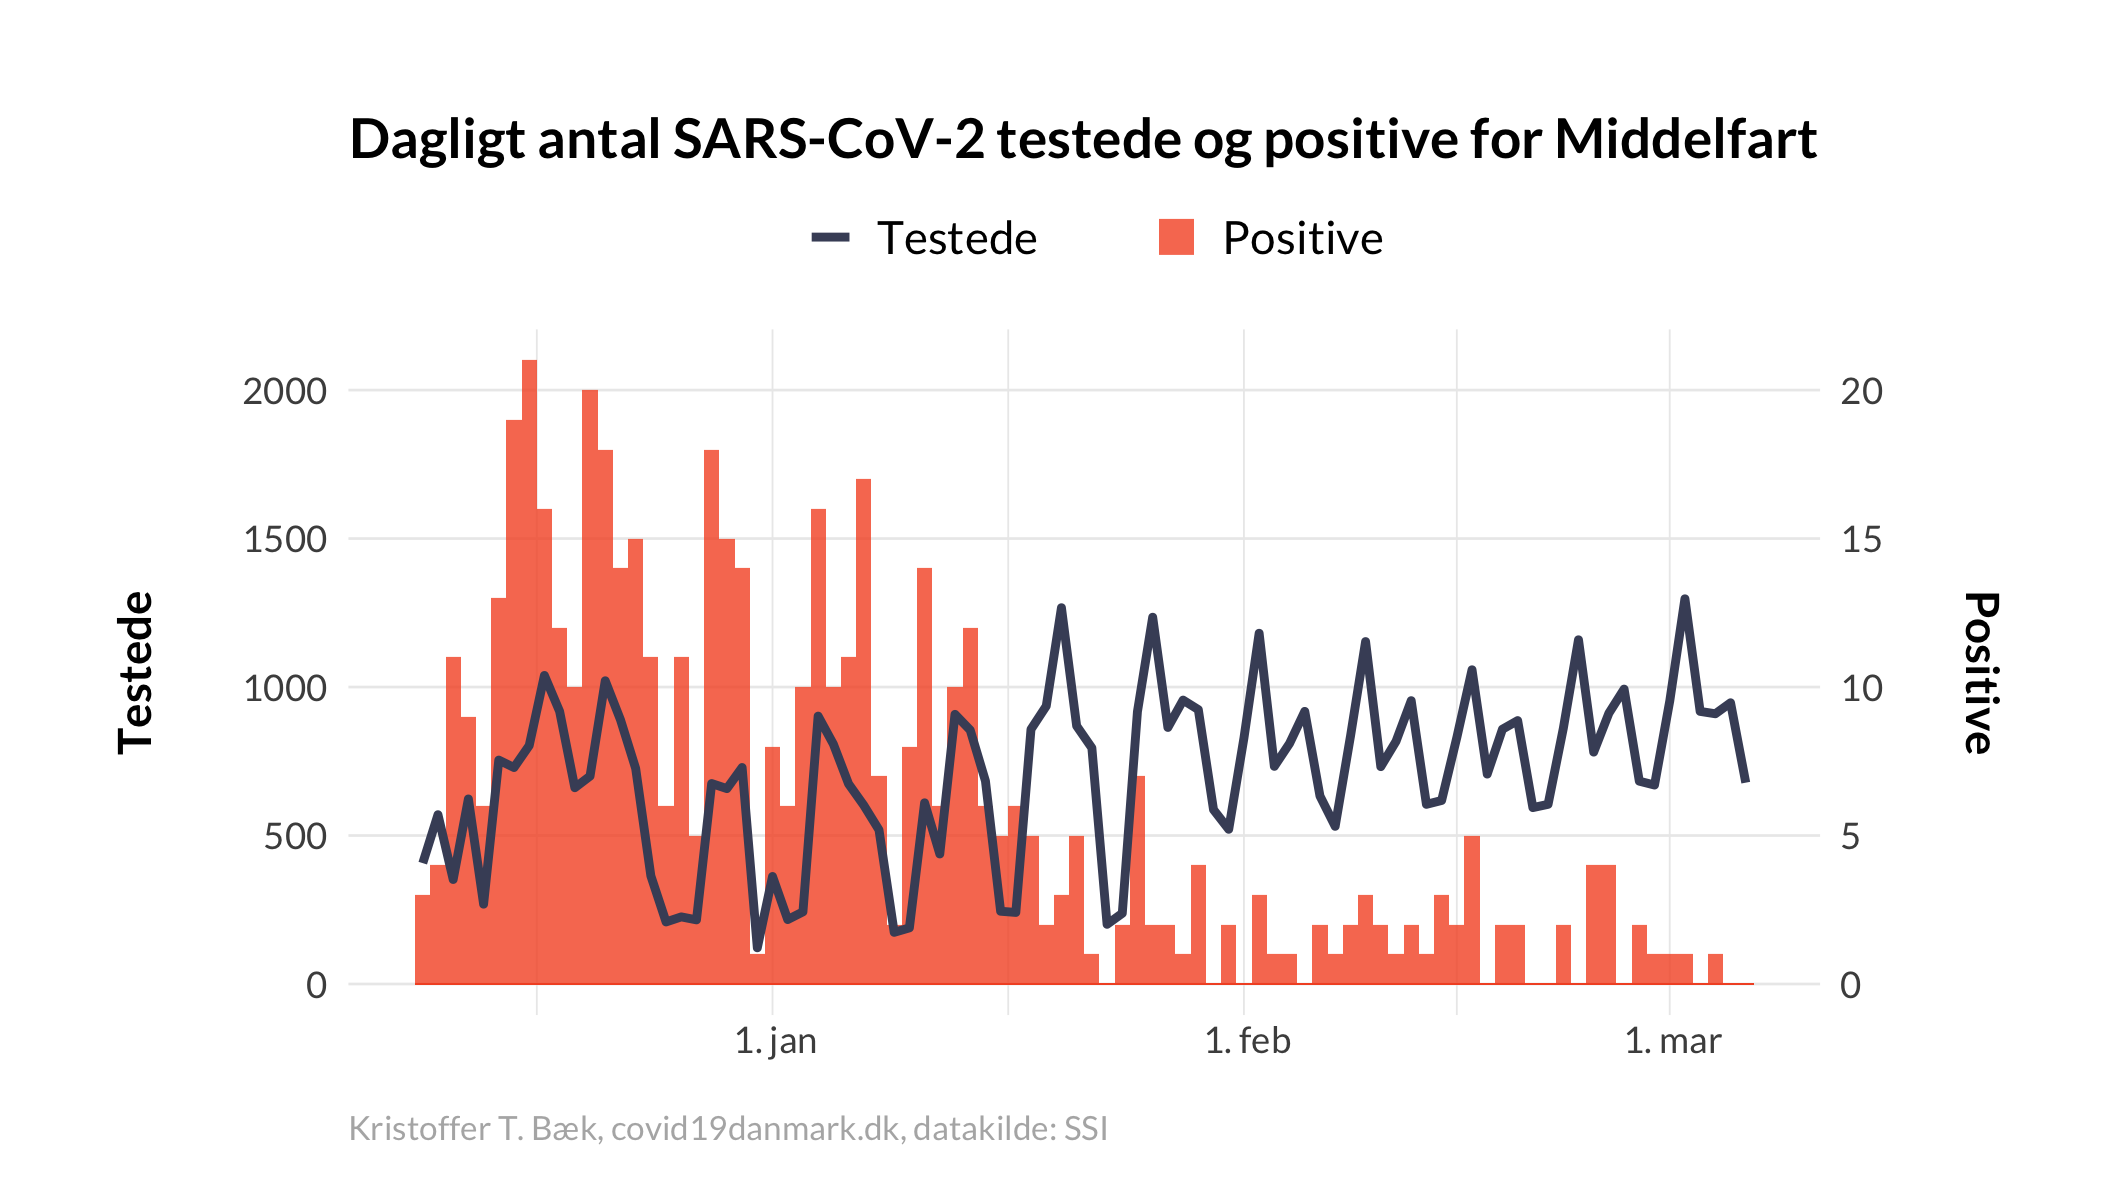 Dagligt antal SARS-CoV-2 testede og positive for Middelfart
Testede
Positive
2000
1500
1000
500
0
Testede
20
15
10
5
0
Positive
1. jan
1. feb
1. mar
Kristoffer T. Bæk, covid19danmark.dk, datakilde: SSI